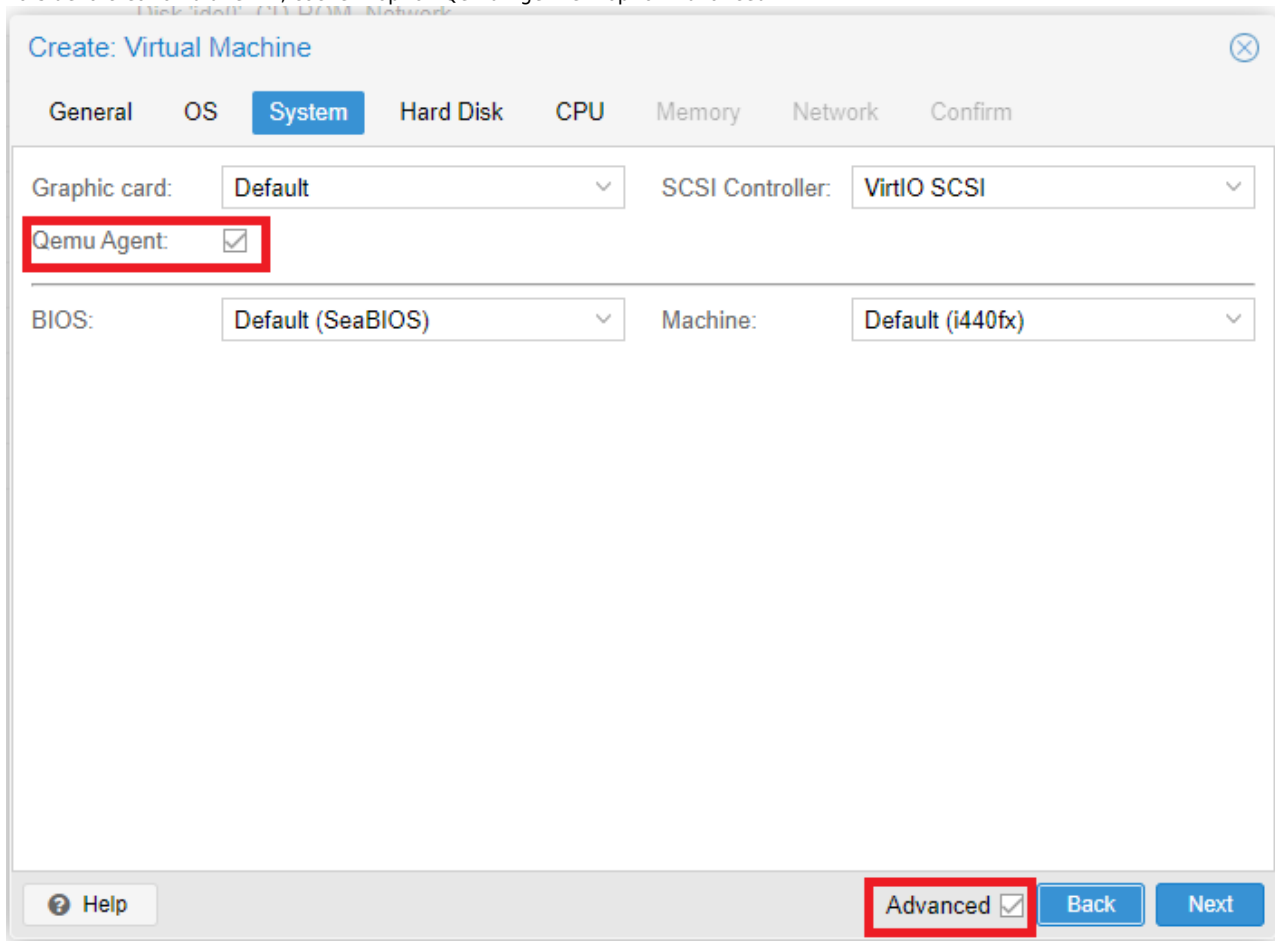 Create: Virtual Machine
General OS System Hard Disk CPU Memory Network Confirm
Graphic card: Default SCSI Controller: VirtIO SCSI
Qemu Agent:
BIOS: Default (SeaBIOS) Machine: Default (i440fx)
Help Advanced Back Next